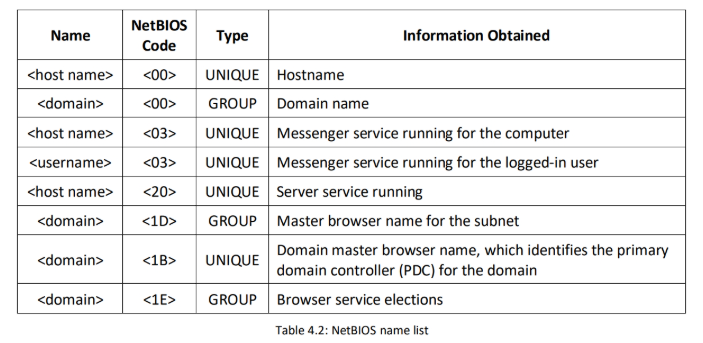 Name NetBIOS Code Type Information Obtained
<host name> <00> UNIQUE Hostname
<domain> <00> GROUP Domain name
<host name> <03> UNIQUE Messenger service running for the computer
<username> <03> UNIQUE Messenger service running for the logged-in user
<host name> <20> UNIQUE Server service running
<domain> <1D> GROUP Master browser name for the subnet
<domain> <1B> UNIQUE Domain master browser name, which identifies the primary
domain controller (PDC) for the domain
<domain> <1E> GROUP Browser service elections
Table 4.2: NetBIOS name list